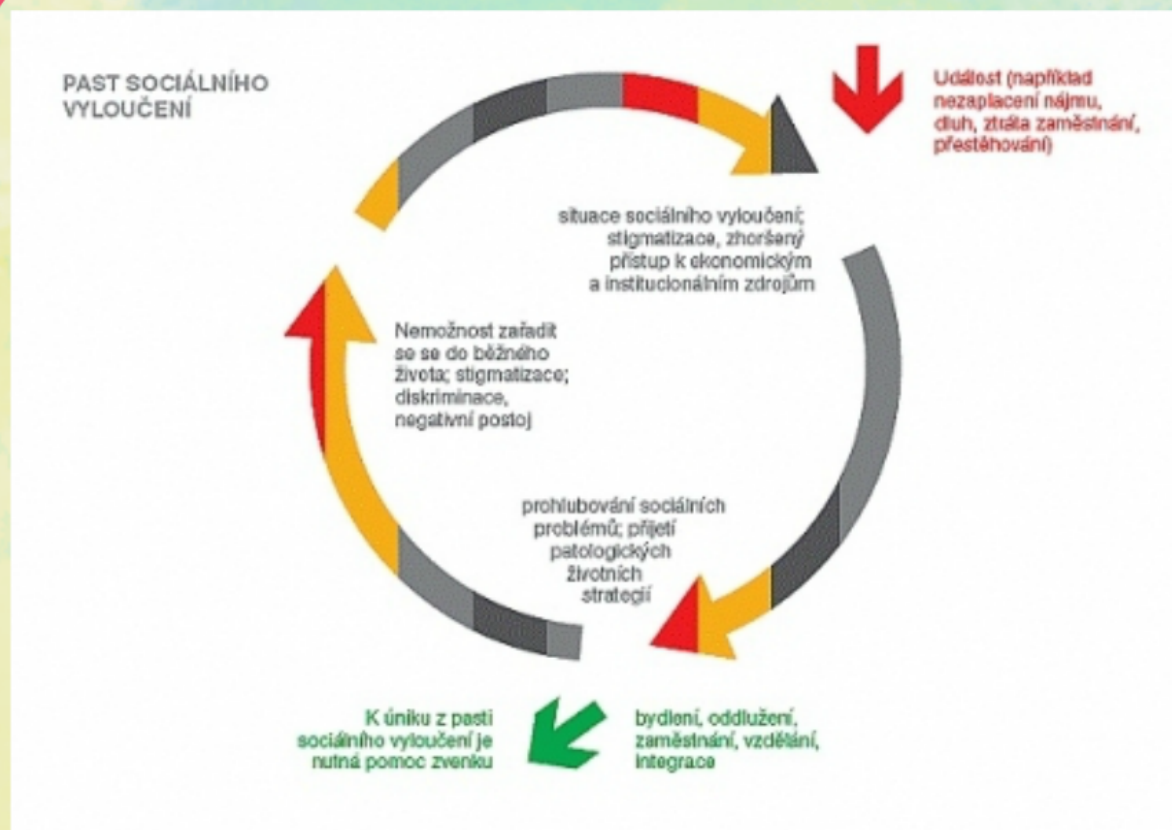 PAST SOCIÁLNÍHO
VYLOUČENÍ
Událost (například
nezaplacení nájmu,
dluh, ztráta zaměstnání,
přestěhování)
situace sociálního vyloučení;
stigmatizace, zhoršený
přístup k ekonomickým
a institucionálním zdrojům
Nemožnost zařadit
se se do běžného
života; stigmatizace;
diskriminace,
negativní postoj
prohlubování sociálních
problémů; přijetí
patologických
životních
strategií
K úniku z pasti
sociálního vyloučení je
nutná pomoc zvenku
bydlení, oddlužení,
zaměstnání, vzdělání,
integrace